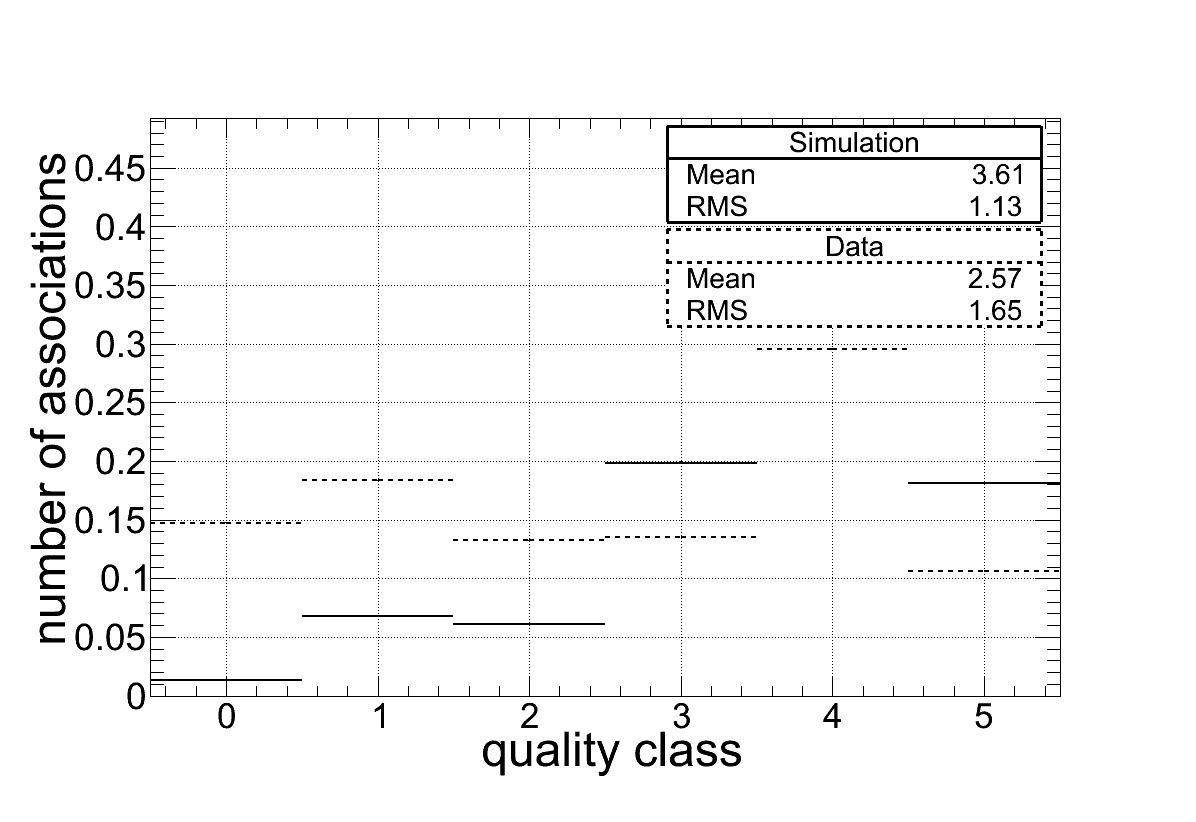 number of associations
0.45
0.4
0.35
0.3
0.25
0.2
0.15
0.1
0.05
0
Simulation
Mean 3.61
RMS 1.13
Data
Mean 2.57
RMS 1.65
0 1 2 3 4 5
quality class